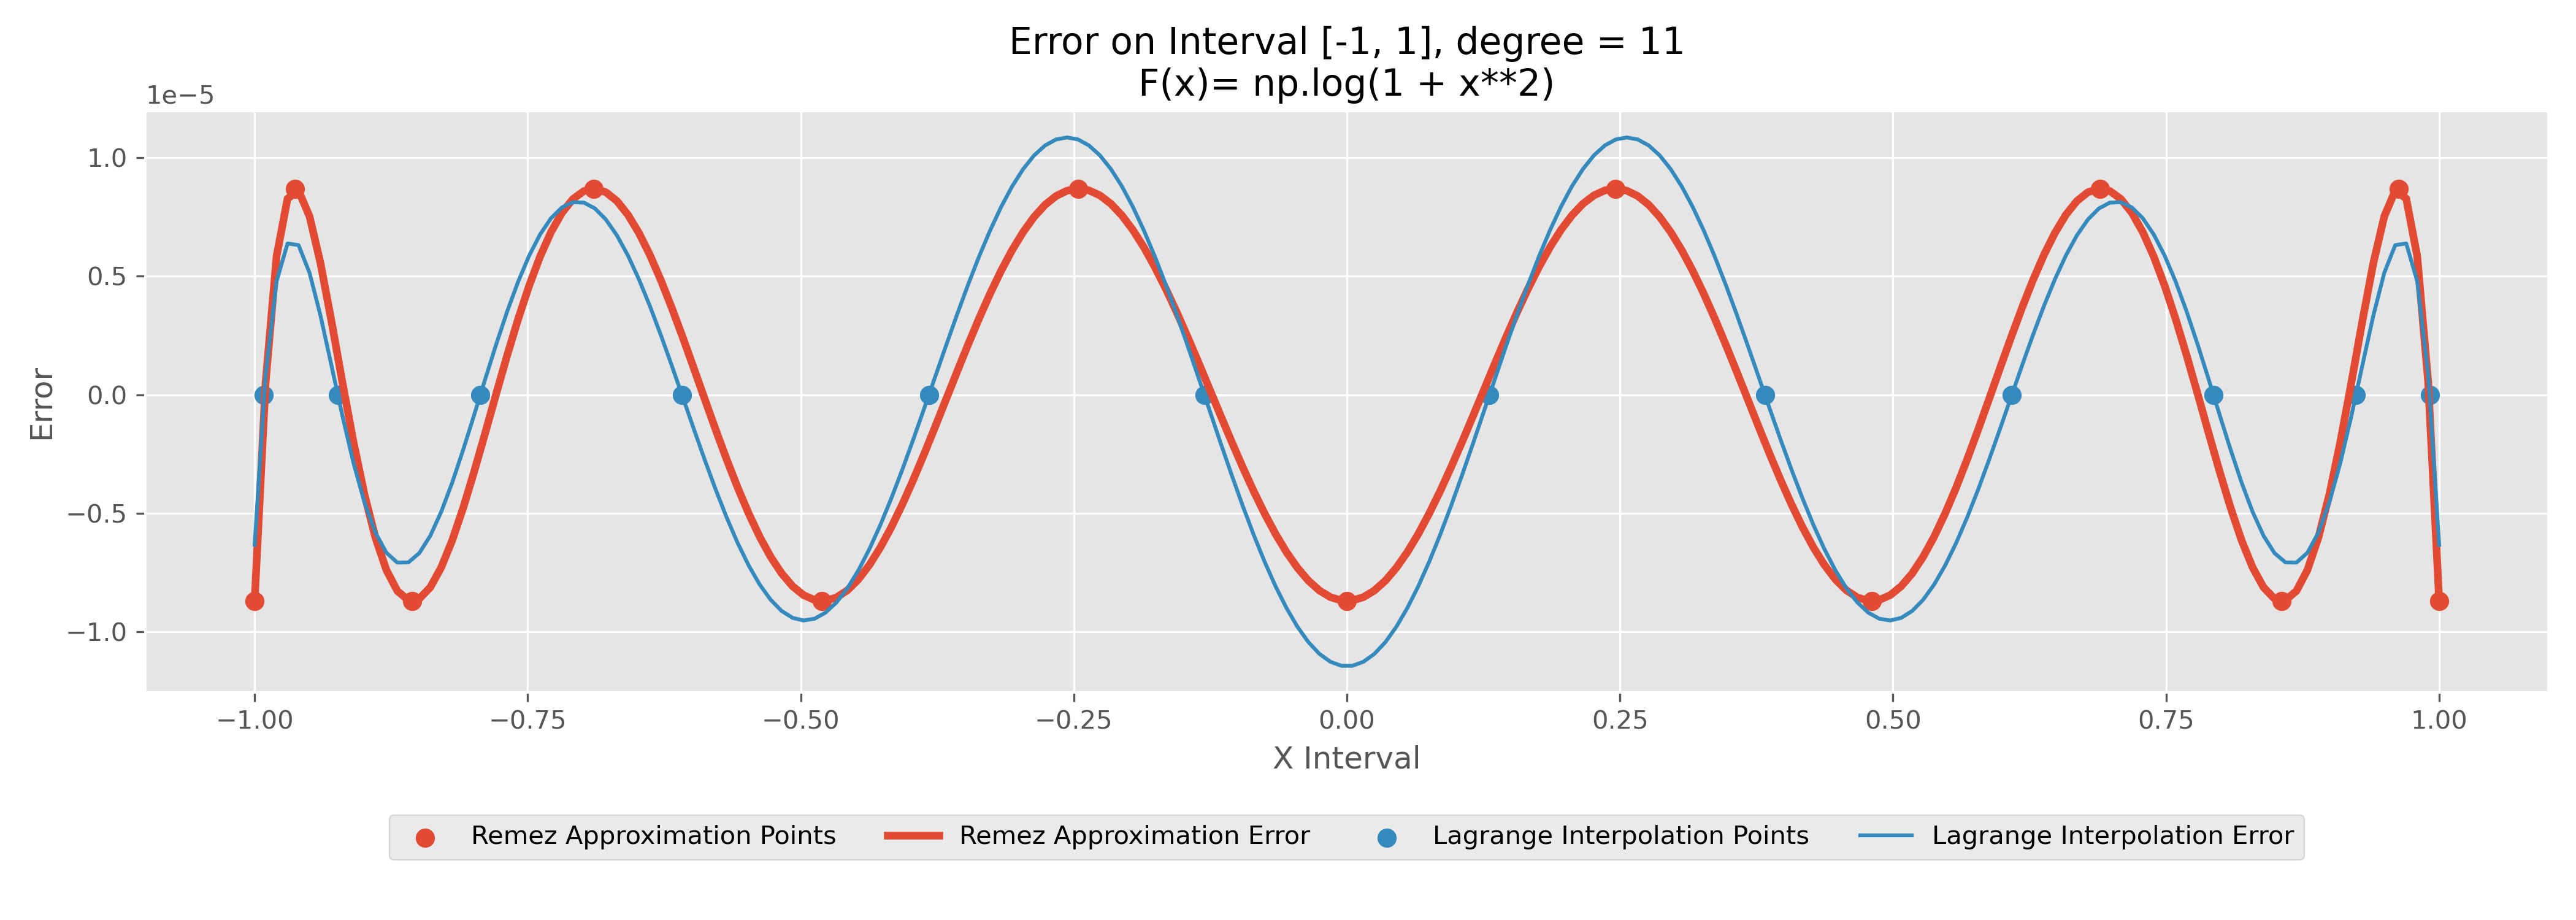 Error on Interval [-1, 1], degree = 11
F(x)= np.log(1 + x**2)
1e−5
1.0
0.5
0.0
−0.5
−1.0
Error
−1.00 −0.75 −0.50 −0.25 0.00 0.25 0.50 0.75 1.00
X Interval
Remez Approximation Points Remez Approximation Error Lagrange Interpolation Points Lagrange Interpolation Error